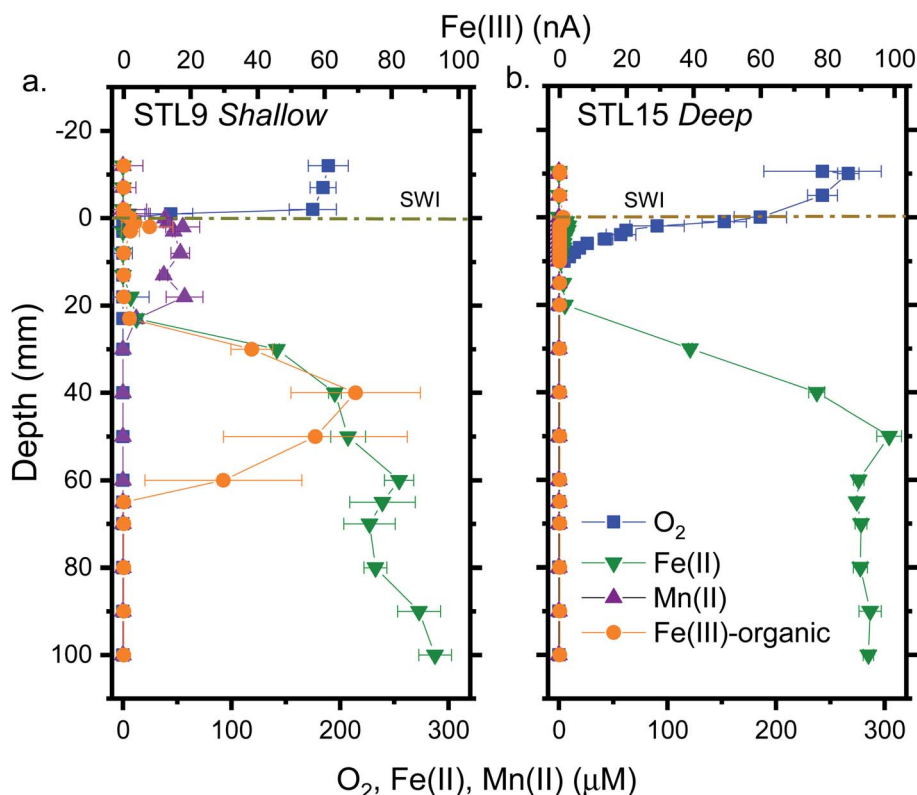 Fe(III) (nA)
a.
0 20 40 60 80 100
b.
0 20 40 60 80 100
STL9 Shallow
STL15 Deep
SWI
SWI
-20
0
20
40
60
80
100
Depth (mm)
O₂
Fe(II)
Mn(II)
Fe(III)-organic
0 100 200 300
0 100 200 300
O₂, Fe(II), Mn(II) (μM)